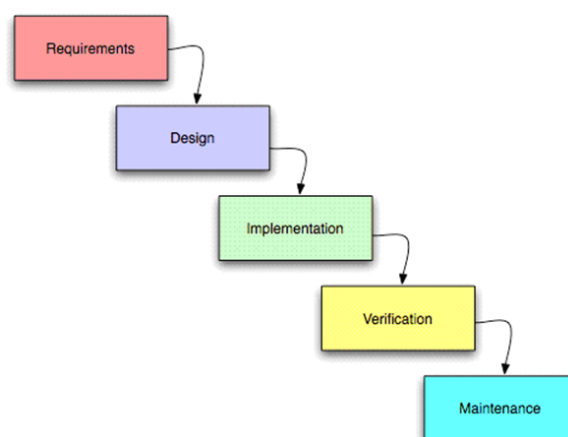 Requirements
Design
Implementation
Verification
Maintenance